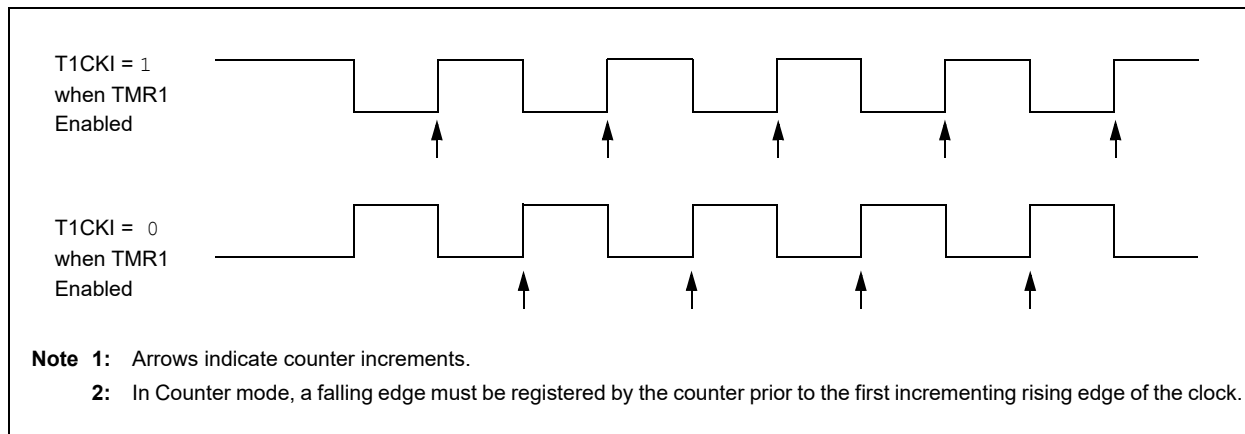 T1CKI = 1
when TMR1
Enabled
T1CKI = 0
when TMR1
Enabled
Note 1: Arrows indicate counter increments.
2: In Counter mode, a falling edge must be registered by the counter prior to the first incrementing rising edge of the clock.